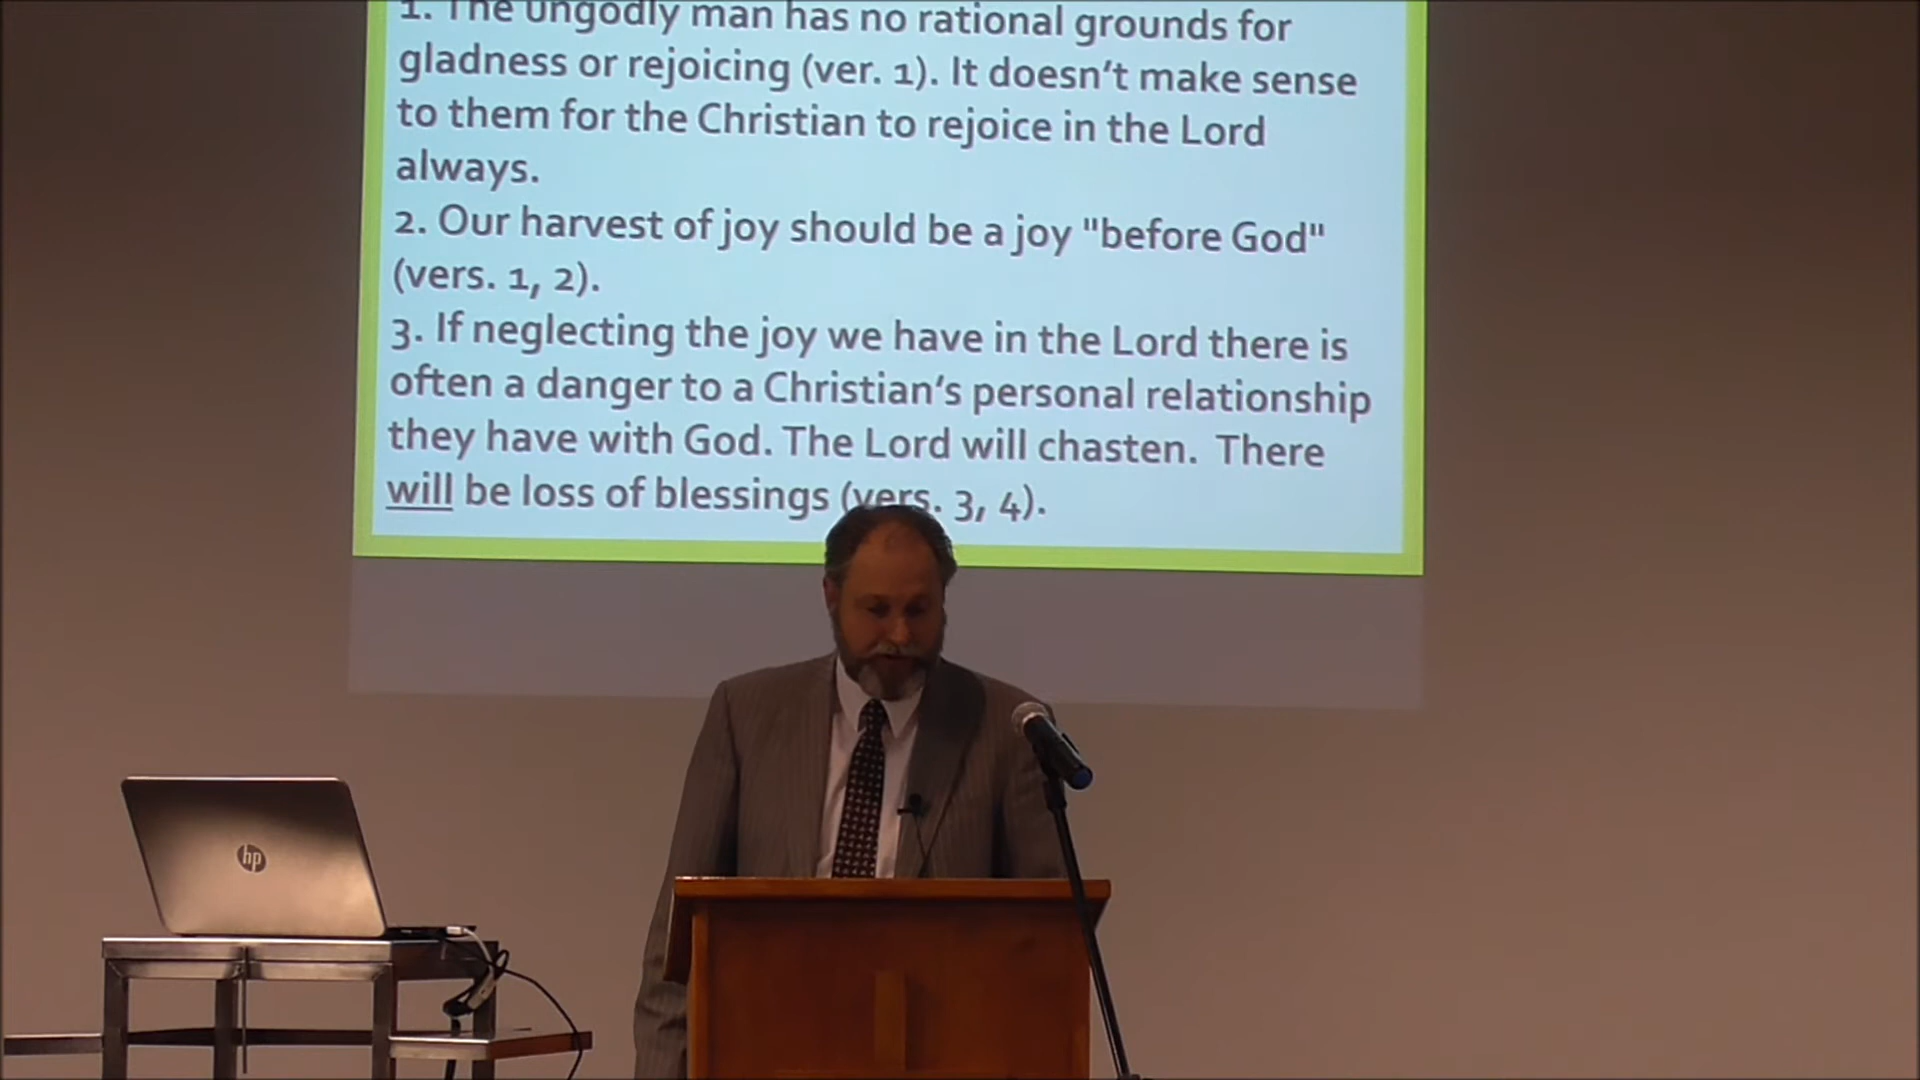 1. The ungodly man has no rational grounds for
gladness or rejoicing (ver. 1). It doesn't make sense
to them for the Christian to rejoice in the Lord
always.
2. Our harvest of joy should be a joy "before God"
(vers. 1, 2).
3. If neglecting the joy we have in the Lord there is
often a danger to a Christian's personal relationship
they have with God. The Lord will chasten. There
will be loss of blessings (vers. 3, 4).
hp